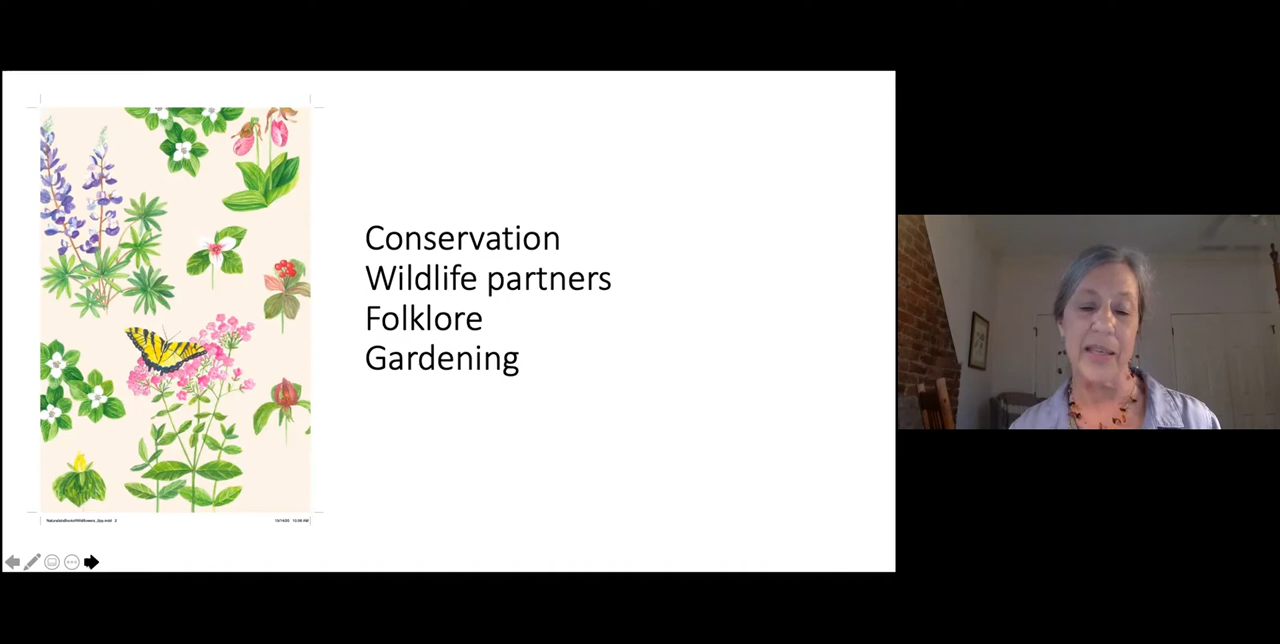 Conservation
Wildlife partners
Folklore
Gardening